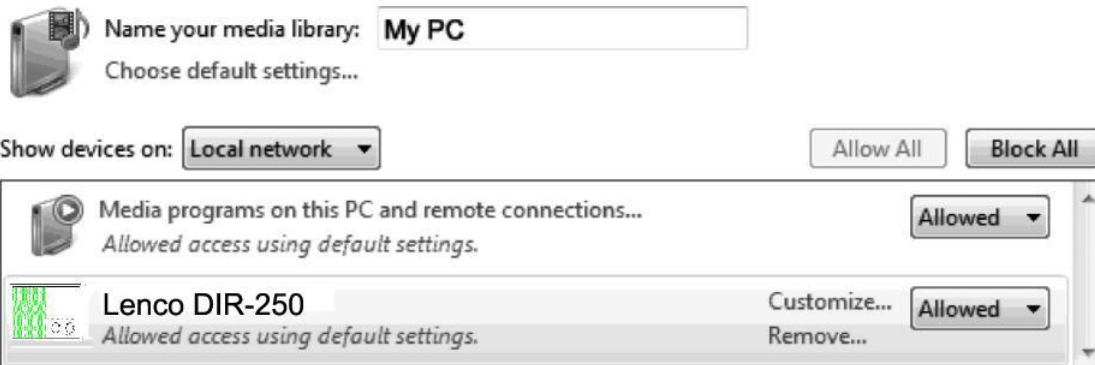 Name your media library: My PC
Choose default settings...
Show devices on: Local network Allow All Block All
Media programs on this PC and remote connections... Allowed
Allowed access using default settings.
Lenco DIR-250 Customize... Allowed
Allowed access using default settings. Remove...